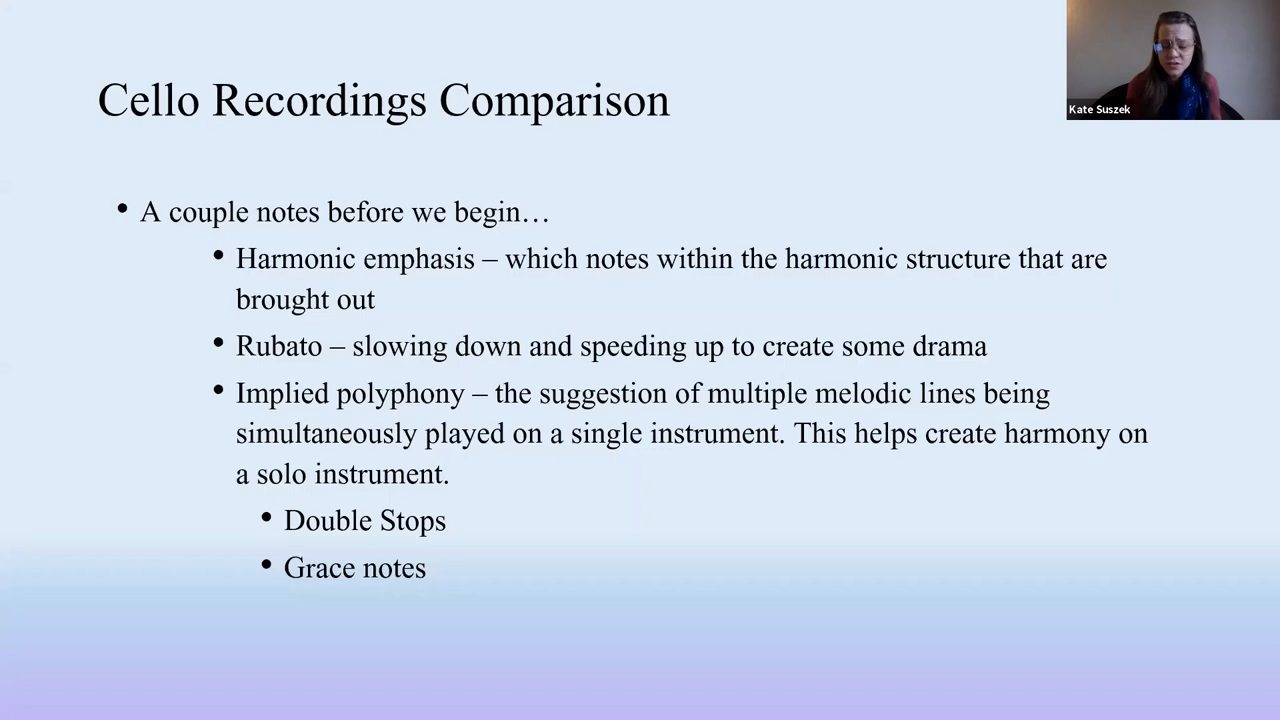 Cello Recordings Comparison
Kate Suszek
• A couple notes before we begin…
• Harmonic emphasis – which notes within the harmonic structure that are
brought out
• Rubato – slowing down and speeding up to create some drama
• Implied polyphony – the suggestion of multiple melodic lines being
simultaneously played on a single instrument. This helps create harmony on
a solo instrument.
• Double Stops
• Grace notes